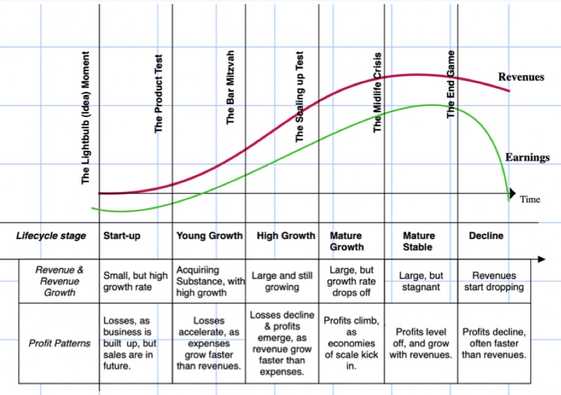 The Lightbulb (Idea) Moment
The Product Test
The Bar Mitzvah
The Scaling up Test
The Midlife Crisis
The End Game
Revenues
Earnings
Time
Lifecycle stage
Start-up
Young Growth
High Growth
Mature
Growth
Mature
Stable
Decline
Revenue &
Revenue
Growth
Small, but high
growth rate
Acquiriing
Substance, with
high growth
Large and still
growing
Large, but
growth rate
drops off
Large, but
stagnant
Revenues
start dropping
Profit Patterns
Losses, as
business is
built up, but
sales are in
future.
Losses
accelerate, as
expenses
grow faster
than revenues.
Losses decline
& profits
emerge, as
revenue grow
faster than
expenses.
Profits climb,
as
economies
of scale kick
in.
Profits level
off, and grow
with revenues.
Profits decline,
often faster
than revenues.